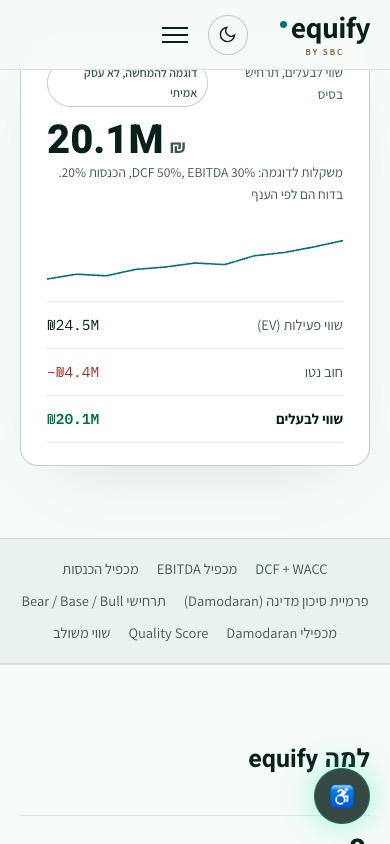 equify
BY SBC
שווי לבעלים, תרחיש
בסיס
דוגמה להמחשה, לא עסק
אמיתי
20.1M ₪
משקלות לדוגמה: DCF 50%, EBITDA 30%, הכנסות 20%.
בדוח הם לפי הענף
שווי פעילות (EV) ₪24.5M
חוב נטו −₪4.4M
שווי לבעלים ₪20.1M
DCF + WACC מכפיל EBITDA מכפיל הכנסות
פרמיית סיכון מדינה (Damodaran) תרחישי Bear / Base / Bull
מכפילי Damodaran Quality Score שווי משולב
למה equify